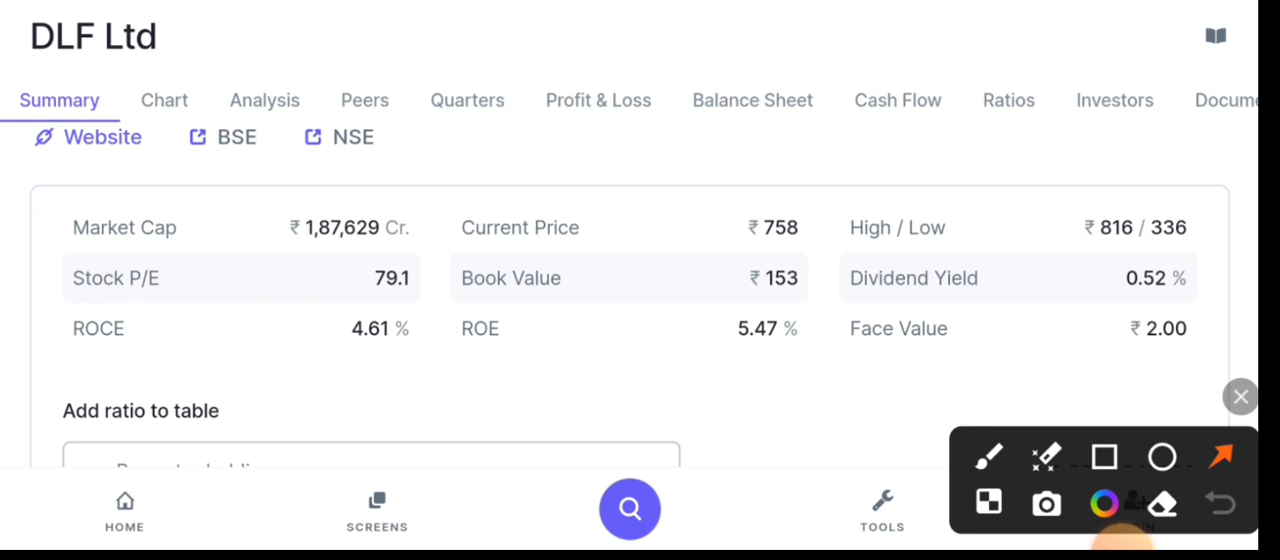 DLF Ltd
Summary Chart Analysis Peers Quarters Profit & Loss Balance Sheet Cash Flow Ratios Investors Docume
Website BSE NSE
Market Cap ₹ 1,87,629 Cr. Current Price ₹ 758 High / Low ₹ 816 / 336
Stock P/E 79.1 Book Value ₹ 153 Dividend Yield 0.52 %
ROCE 4.61 % ROE 5.47 % Face Value ₹ 2.00
Add ratio to table
HOME SCREENS TOOLS